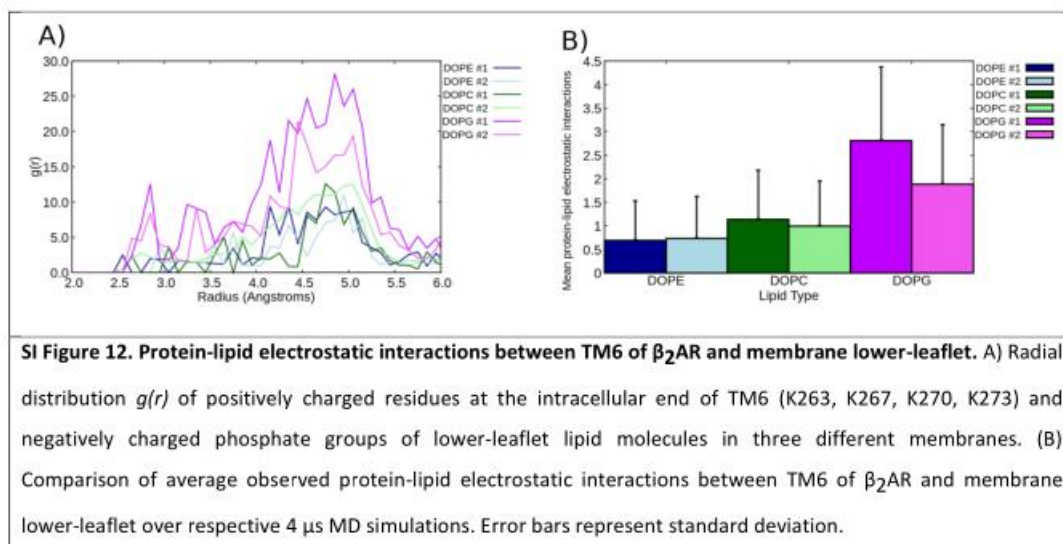 A)
30.0
25.0
20.0
15.0
10.0
5.0
0.0
g(r)
2.0 2.5 3.0 3.5 4.0 4.5 5.0 5.5 6.0
Radius (Angstroms)
DOPE #1
DOPE #2
DOPC #1
DOPC #2
DOPG #1
DOPG #2
B)
4.5
4
3.5
3
2.5
2
1.5
1
0.5
0
Mean protein-lipid electrostatic interactions
DOPE DOPC DOPG
Lipid Type
DOPE #1
DOPE #2
DOPC #1
DOPC #2
DOPG #1
DOPG #2
SI Figure 12. Protein-lipid electrostatic interactions between TM6 of β2AR and membrane lower-leaflet. A) Radial
distribution g(r) of positively charged residues at the intracellular end of TM6 (K263, K267, K270, K273) and
negatively charged phosphate groups of lower-leaflet lipid molecules in three different membranes. (B)
Comparison of average observed protein-lipid electrostatic interactions between TM6 of β2AR and membrane
lower-leaflet over respective 4 μs MD simulations. Error bars represent standard deviation.